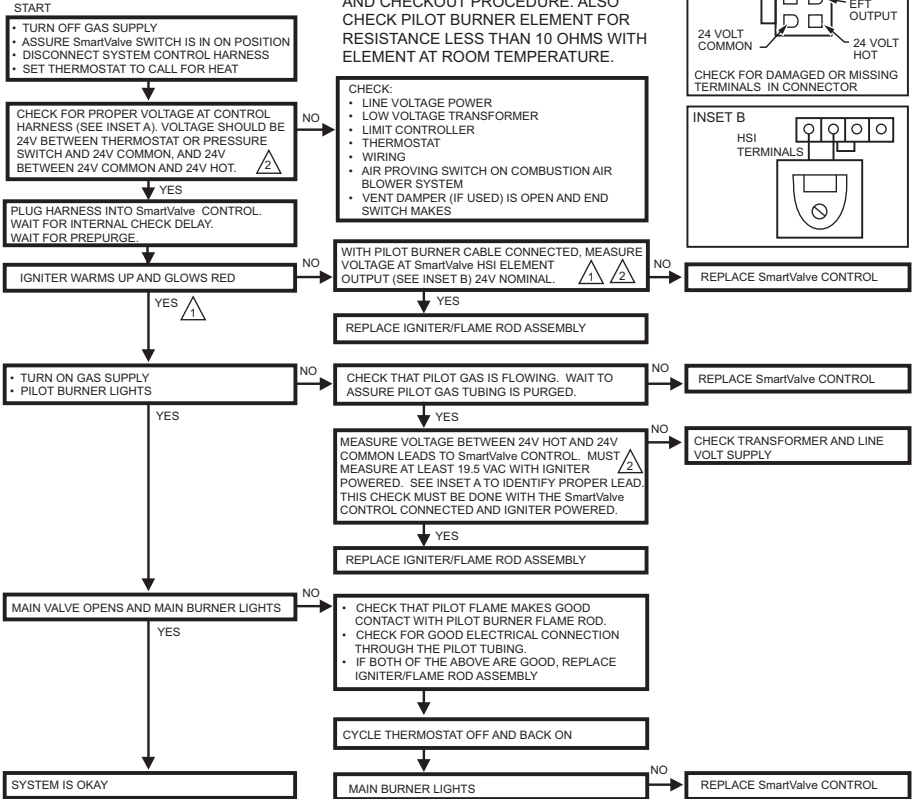 START
• TURN OFF GAS SUPPLY
• ASSURE SmartValve SWITCH IS IN ON POSITION
• DISCONNECT SYSTEM CONTROL HARNESS
• SET THERMOSTAT TO CALL FOR HEAT
AND CHECKOUT PROCEDURE. ALSO
CHECK PILOT BURNER ELEMENT FOR
RESISTANCE LESS THAN 10 OHMS WITH
ELEMENT AT ROOM TEMPERATURE.
EFT
OUTPUT
24 VOLT
COMMON
24 VOLT
HOT
CHECK FOR DAMAGED OR MISSING
TERMINALS IN CONNECTOR
CHECK FOR PROPER VOLTAGE AT CONTROL
HARNESS (SEE INSET A). VOLTAGE SHOULD BE
24V BETWEEN THERMOSTAT OR PRESSURE
SWITCH AND 24V COMMON, AND 24V
BETWEEN 24V COMMON AND 24V HOT.
2
NO
CHECK:
• LINE VOLTAGE POWER
• LOW VOLTAGE TRANSFORMER
• LIMIT CONTROLLER
• THERMOSTAT
• WIRING
• AIR PROVING SWITCH ON COMBUSTION AIR
BLOWER SYSTEM
• VENT DAMPER (IF USED) IS OPEN AND END
SWITCH MAKES
INSET B
HSI
TERMINALS
YES
PLUG HARNESS INTO SmartValve CONTROL.
WAIT FOR INTERNAL CHECK DELAY.
WAIT FOR PREPURGE.
IGNITER WARMS UP AND GLOWS RED
NO
WITH PILOT BURNER CABLE CONNECTED, MEASURE
VOLTAGE AT SmartValve HSI ELEMENT
OUTPUT (SEE INSET B) 24V NOMINAL.
1
2
NO
REPLACE SmartValve CONTROL
YES
REPLACE IGNITER/FLAME ROD ASSEMBLY
YES
1
• TURN ON GAS SUPPLY
• PILOT BURNER LIGHTS
NO
CHECK THAT PILOT GAS IS FLOWING. WAIT TO
ASSURE PILOT GAS TUBING IS PURGED.
NO
REPLACE SmartValve CONTROL
YES
YES
MEASURE VOLTAGE BETWEEN 24V HOT AND 24V
COMMON LEADS TO SmartValve CONTROL. MUST
MEASURE AT LEAST 19.5 VAC WITH IGNITER
POWERED. SEE INSET A TO IDENTIFY PROPER LEAD.
THIS CHECK MUST BE DONE WITH THE SmartValve
CONTROL CONNECTED AND IGNITER POWERED.
2
NO
CHECK TRANSFORMER AND LINE
VOLT SUPPLY
YES
REPLACE IGNITER/FLAME ROD ASSEMBLY
MAIN VALVE OPENS AND MAIN BURNER LIGHTS
NO
• CHECK THAT PILOT FLAME MAKES GOOD
CONTACT WITH PILOT BURNER FLAME ROD.
• CHECK FOR GOOD ELECTRICAL CONNECTION
THROUGH THE PILOT TUBING.
• IF BOTH OF THE ABOVE ARE GOOD, REPLACE
IGNITER/FLAME ROD ASSEMBLY
YES
CYCLE THERMOSTAT OFF AND BACK ON
SYSTEM IS OKAY
MAIN BURNER LIGHTS
NO
REPLACE SmartValve CONTROL